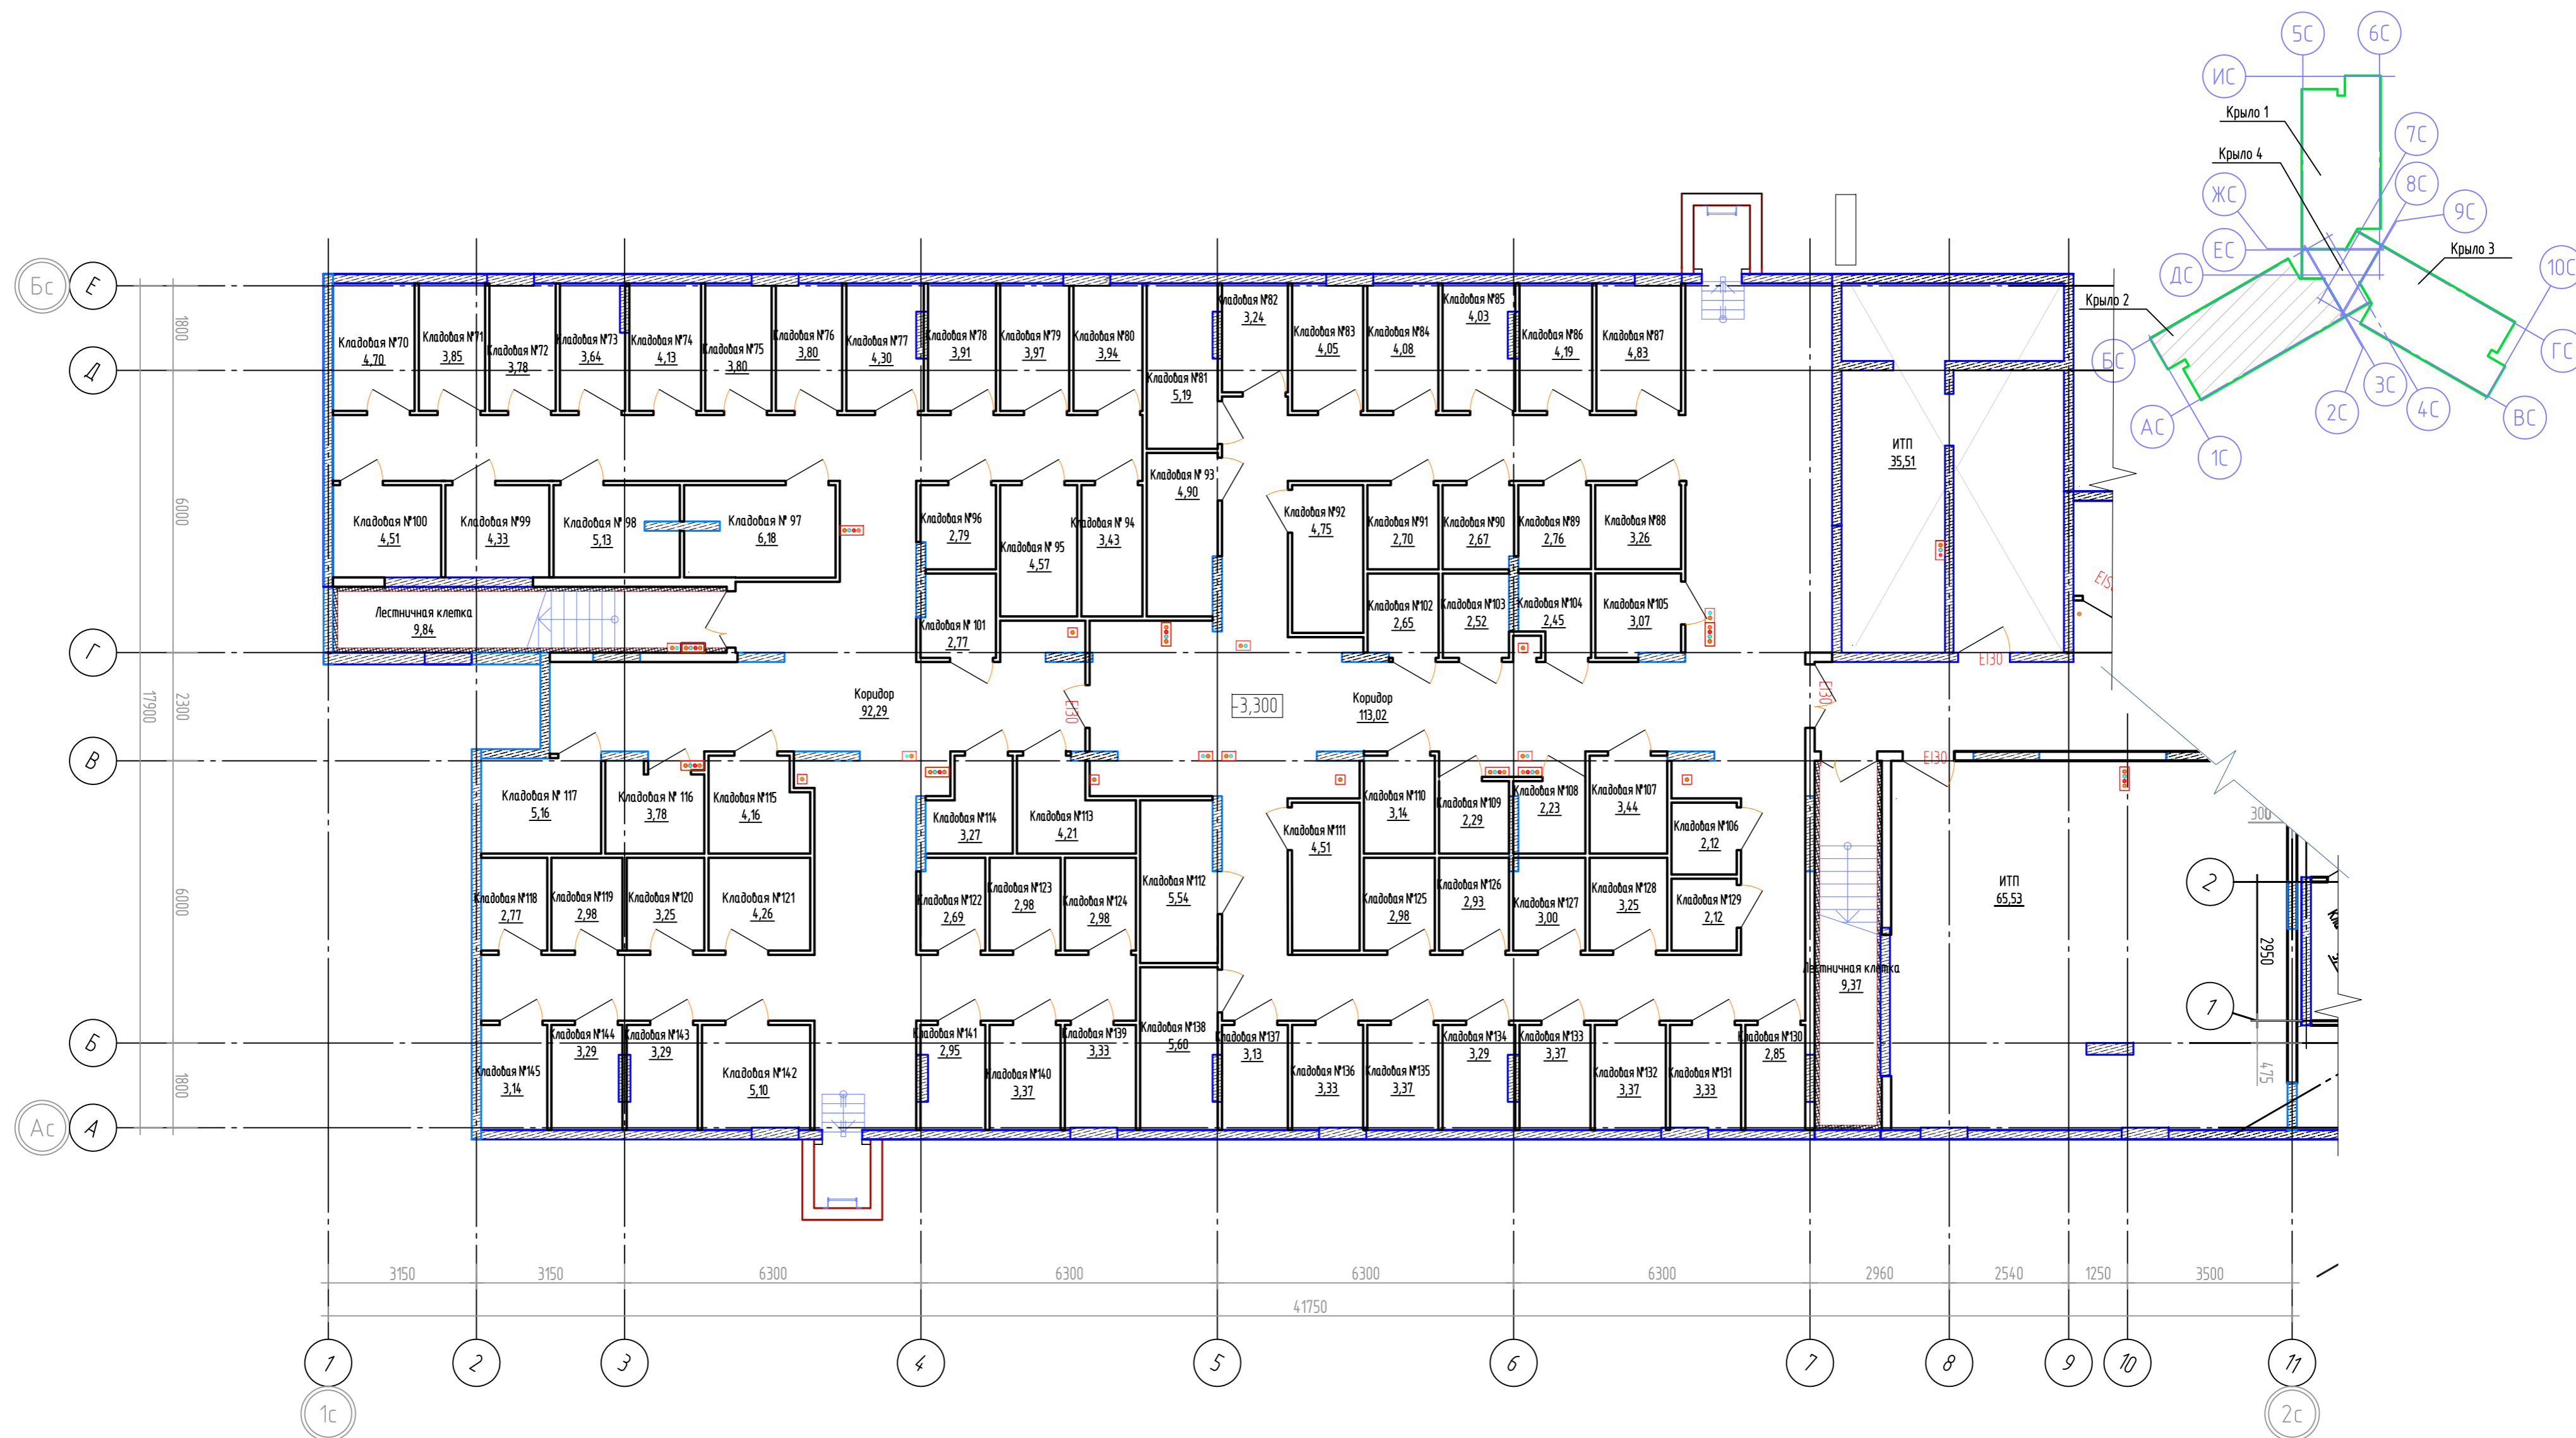 5С
6С
ИС
Крыло 1
7С
Крыло 4
8С
ЖС
9С
ЕС
Крыло 3
ДС
10С
Крыло 2
БС
ГС
3С
4С
2С
ВС
АС
1С
Бс
Е
Д
Г
В
Б
Ас
А
1800
6000
2300
17900
6000
1800
Кладовая №70
4,70
Кладовая №71
3,85
Кладовая №72
3,78
Кладовая №73
3,64
Кладовая №74
4,13
Кладовая №75
3,80
Кладовая №76
3,80
Кладовая №77
4,30
Кладовая №78
3,91
Кладовая №79
3,97
Кладовая №80
3,94
Кладовая №81
5,19
Кладовая №82
3,24
Кладовая №83
4,05
Кладовая №84
4,08
Кладовая №85
4,03
Кладовая №86
4,19
Кладовая №87
4,83
ИТП
35,51
Кладовая №100
4,51
Кладовая №99
4,33
Кладовая № 98
5,13
Кладовая № 97
6,18
Кладовая №96
2,79
Кладовая № 95
4,57
Кладовая № 94
3,43
Кладовая № 93
4,90
Кладовая №92
4,75
Кладовая №91
2,70
Кладовая №90
2,67
Кладовая №89
2,76
Кладовая №88
3,26
Лестничная клетка
9,84
Кладовая № 101
2,77
Кладовая №102
2,65
Кладовая №103
2,52
Кладовая №104
2,45
Кладовая №105
3,07
EI30
Коридор
92,29
EI30
-3,300
Коридор
113,02
EI30
EI30
Кладовая № 117
5,16
Кладовая № 116
3,78
Кладовая №115
4,16
Кладовая №114
3,27
Кладовая №113
4,21
Кладовая №112
5,54
Кладовая №111
4,51
Кладовая №110
3,14
Кладовая №109
2,29
Кладовая №108
2,23
Кладовая №107
3,44
Кладовая №106
2,12
Кладовая №118
2,77
Кладовая №119
2,98
Кладовая №120
3,25
Кладовая №121
4,26
Кладовая №122
2,69
Кладовая №123
2,98
Кладовая №124
2,98
Кладовая №125
2,98
Кладовая №126
2,93
Кладовая №127
3,00
Кладовая №128
3,25
Кладовая №129
2,12
ИТП
65,53
Лестничная клетка
9,37
300
2
2950
1
475
Кладовая №145
3,14
Кладовая №144
3,29
Кладовая №143
3,29
Кладовая №142
5,10
Кладовая №141
2,95
Кладовая №140
3,37
Кладовая №139
3,33
Кладовая №138
5,60
Кладовая №137
3,13
Кладовая №136
3,33
Кладовая №135
3,37
Кладовая №134
3,29
Кладовая №133
3,37
Кладовая №132
3,37
Кладовая №131
3,33
Кладовая №130
2,85
3150
3150
6300
6300
6300
6300
2960
2540
1250
3500
41750
1
2
3
4
5
6
7
8
9
10
11
1с
2с